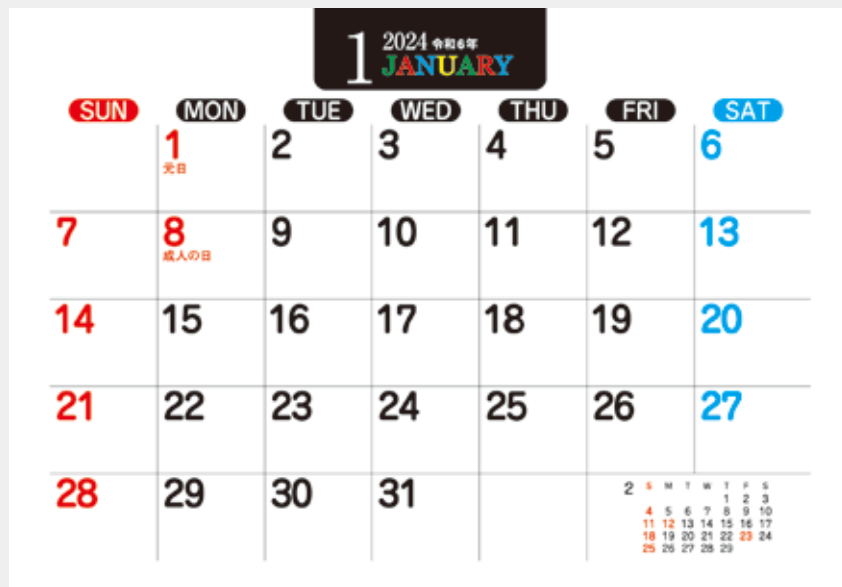 1 2024 令和6年
JANUARY
SUN MON TUE WED THU FRI SAT
1 2 3 4 5 6
元日
7 8 9 10 11 12 13
成人の日
14 15 16 17 18 19 20
21 22 23 24 25 26 27
28 29 30 31
2 S M T W T F S
1 2 3
4 5 6 7 8 9 10
11 12 13 14 15 16 17
18 19 20 21 22 23 24
25 26 27 28 29